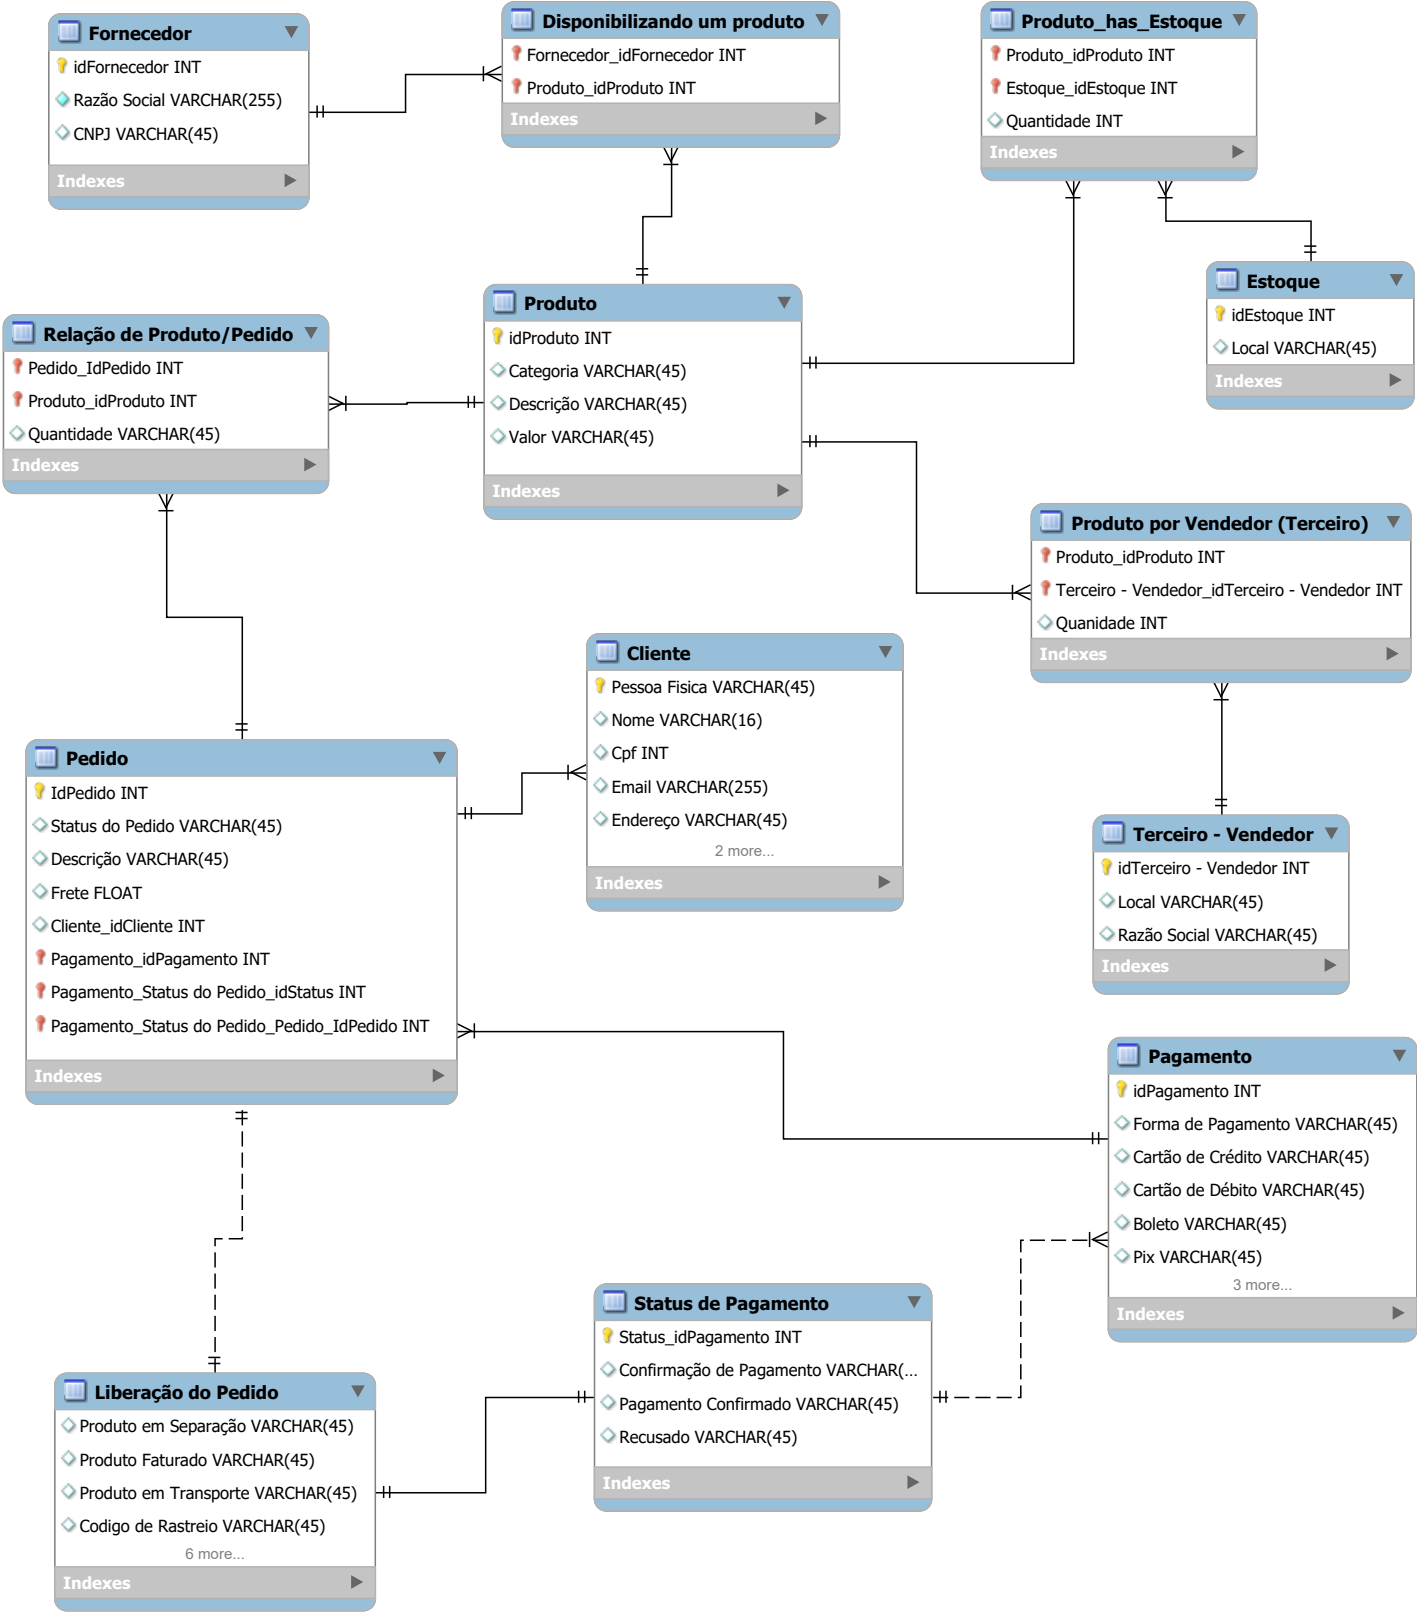 Fornecedor
idFornecedor INT
Razão Social VARCHAR(255)
CNPJ VARCHAR(45)
Indexes
Disponibilizando um produto
Fornecedor_idFornecedor INT
Produto_idProduto INT
Indexes
Produto_has_Estoque
Produto_idProduto INT
Estoque_idEstoque INT
Quantidade INT
Indexes
Estoque
idEstoque INT
Local VARCHAR(45)
Indexes
Relação de Produto/Pedido
Pedido_IdPedido INT
Produto_idProduto INT
Quantidade VARCHAR(45)
Indexes
Produto
idProduto INT
Categoria VARCHAR(45)
Descrição VARCHAR(45)
Valor VARCHAR(45)
Indexes
Produto por Vendedor (Terceiro)
Produto_idProduto INT
Terceiro - Vendedor_idTerceiro - Vendedor INT
Quanidade INT
Indexes
Cliente
Pessoa Fisica VARCHAR(45)
Nome VARCHAR(16)
Cpf INT
Email VARCHAR(255)
Endereço VARCHAR(45)
2 more...
Indexes
Pedido
IdPedido INT
Status do Pedido VARCHAR(45)
Descrição VARCHAR(45)
Frete FLOAT
Cliente_idCliente INT
Pagamento_idPagamento INT
Pagamento_Status do Pedido_idStatus INT
Pagamento_Status do Pedido_Pedido_IdPedido INT
Indexes
Terceiro - Vendedor
idTerceiro - Vendedor INT
Local VARCHAR(45)
Razão Social VARCHAR(45)
Indexes
Pagamento
idPagamento INT
Forma de Pagamento VARCHAR(45)
Cartão de Crédito VARCHAR(45)
Cartão de Débito VARCHAR(45)
Boleto VARCHAR(45)
Pix VARCHAR(45)
3 more...
Indexes
Status de Pagamento
Status_idPagamento INT
Confirmação de Pagamento VARCHAR(...
Pagamento Confirmado VARCHAR(45)
Recusado VARCHAR(45)
Indexes
Liberação do Pedido
Produto em Separação VARCHAR(45)
Produto Faturado VARCHAR(45)
Produto em Transporte VARCHAR(45)
Codigo de Rastreio VARCHAR(45)
6 more...
Indexes